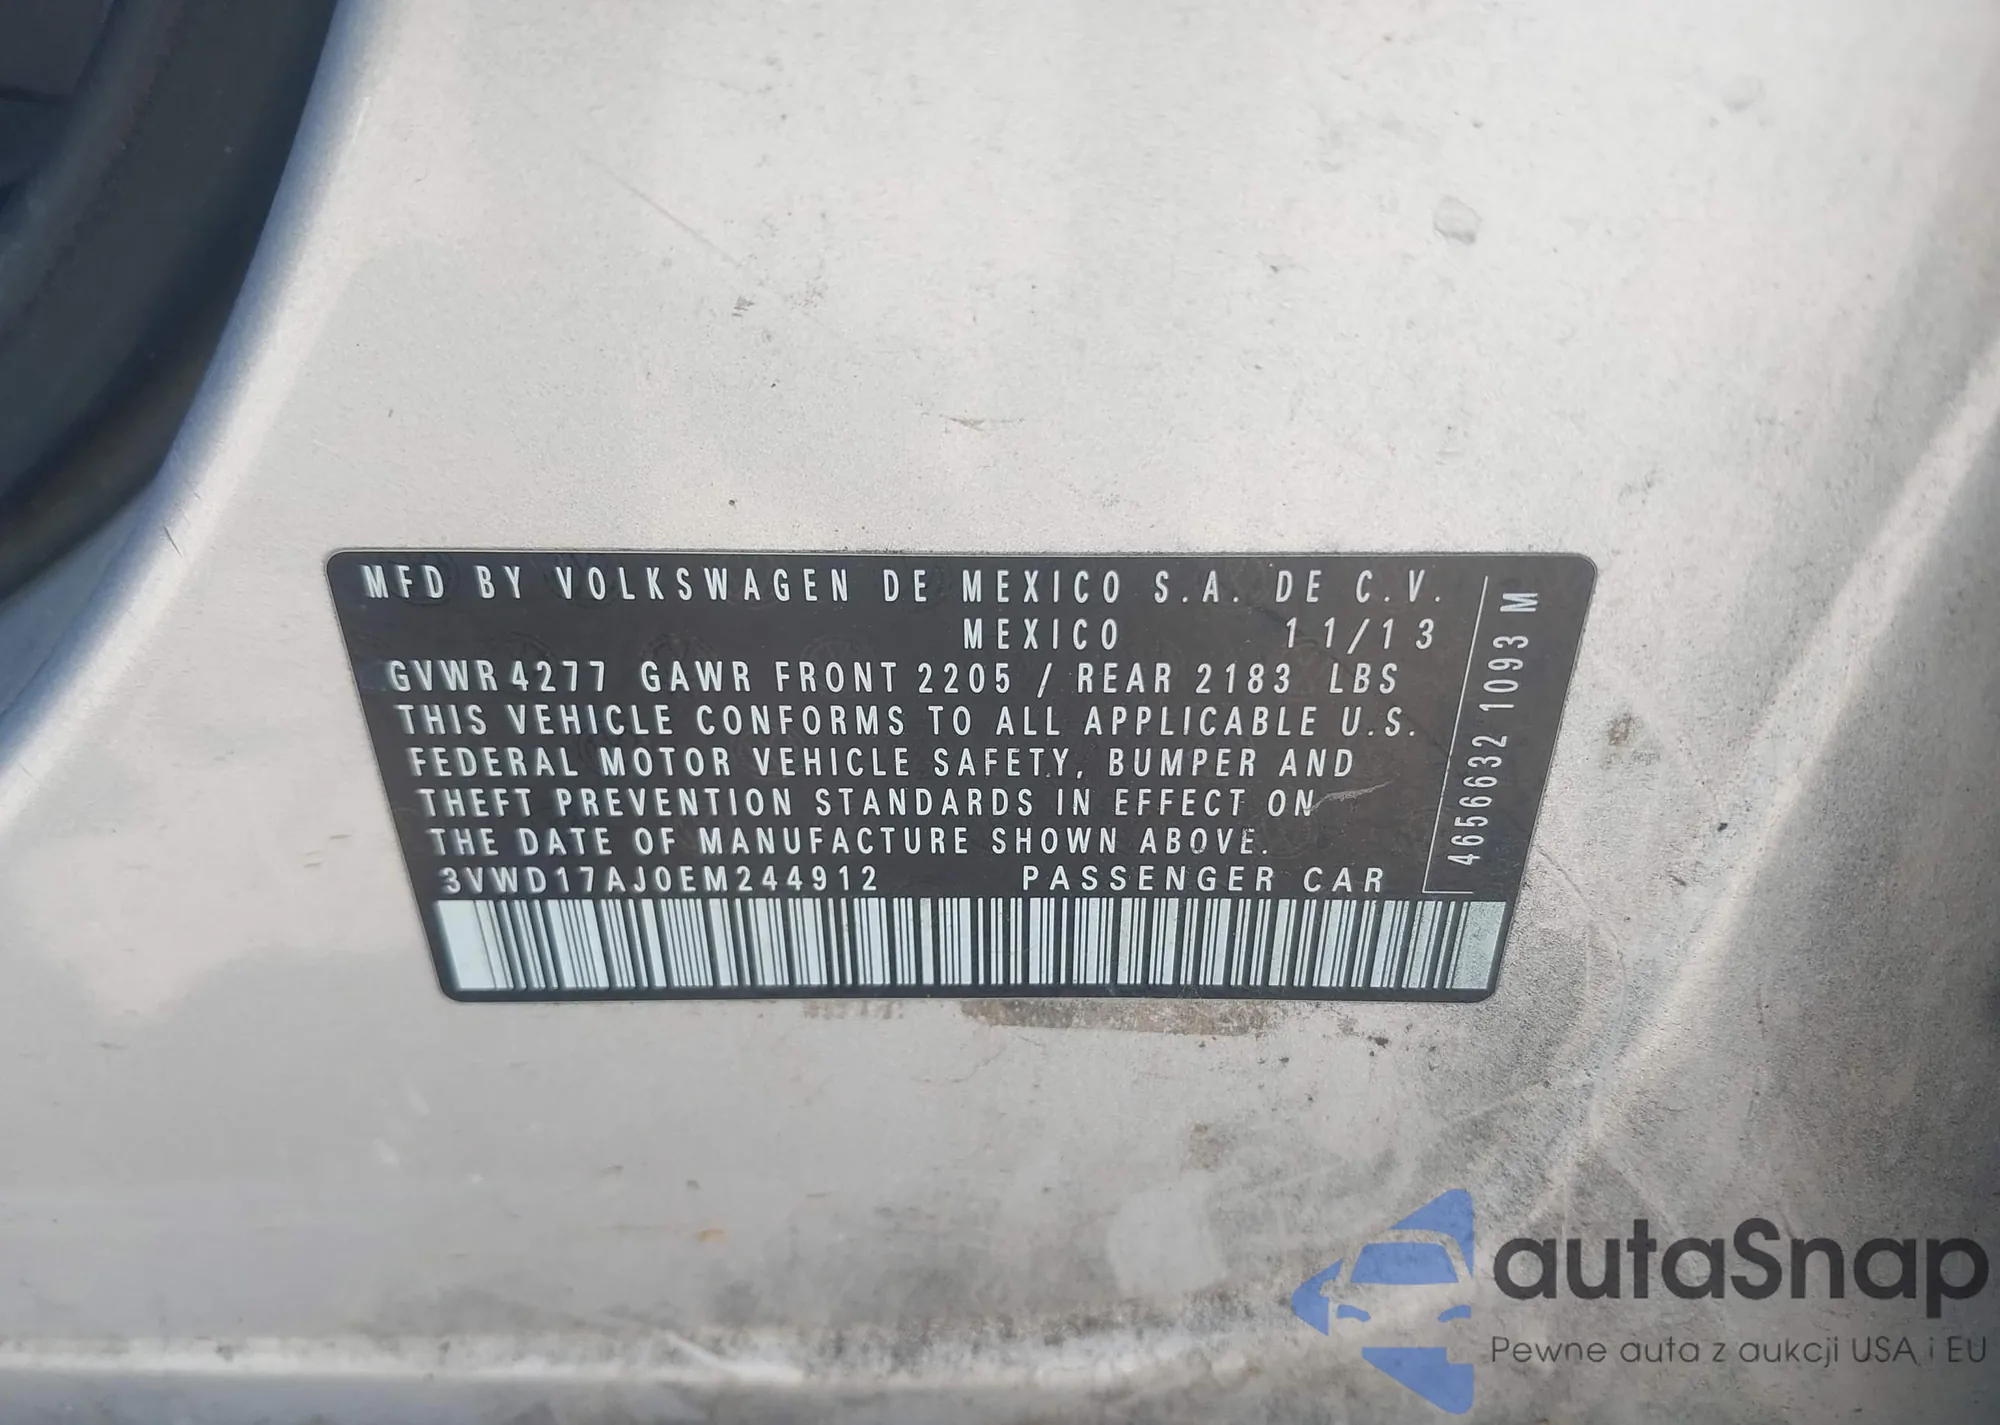 MFD BY VOLKSWAGEN DE MEXICO S.A. DE C.V.
MEXICO 11/13
GVWR 4277 GAWR FRONT 2205 / REAR 2183 LBS
THIS VEHICLE CONFORMS TO ALL APPLICABLE U.S.
FEDERAL MOTOR VEHICLE SAFETY, BUMPER AND
THEFT PREVENTION STANDARDS IN EFFECT ON
THE DATE OF MANUFACTURE SHOWN ABOVE.
3VWD17AJ0EM244912 PASSENGER CAR
4656632 1093 M
autaSnap
Pewne auta z aukcji USA i EU